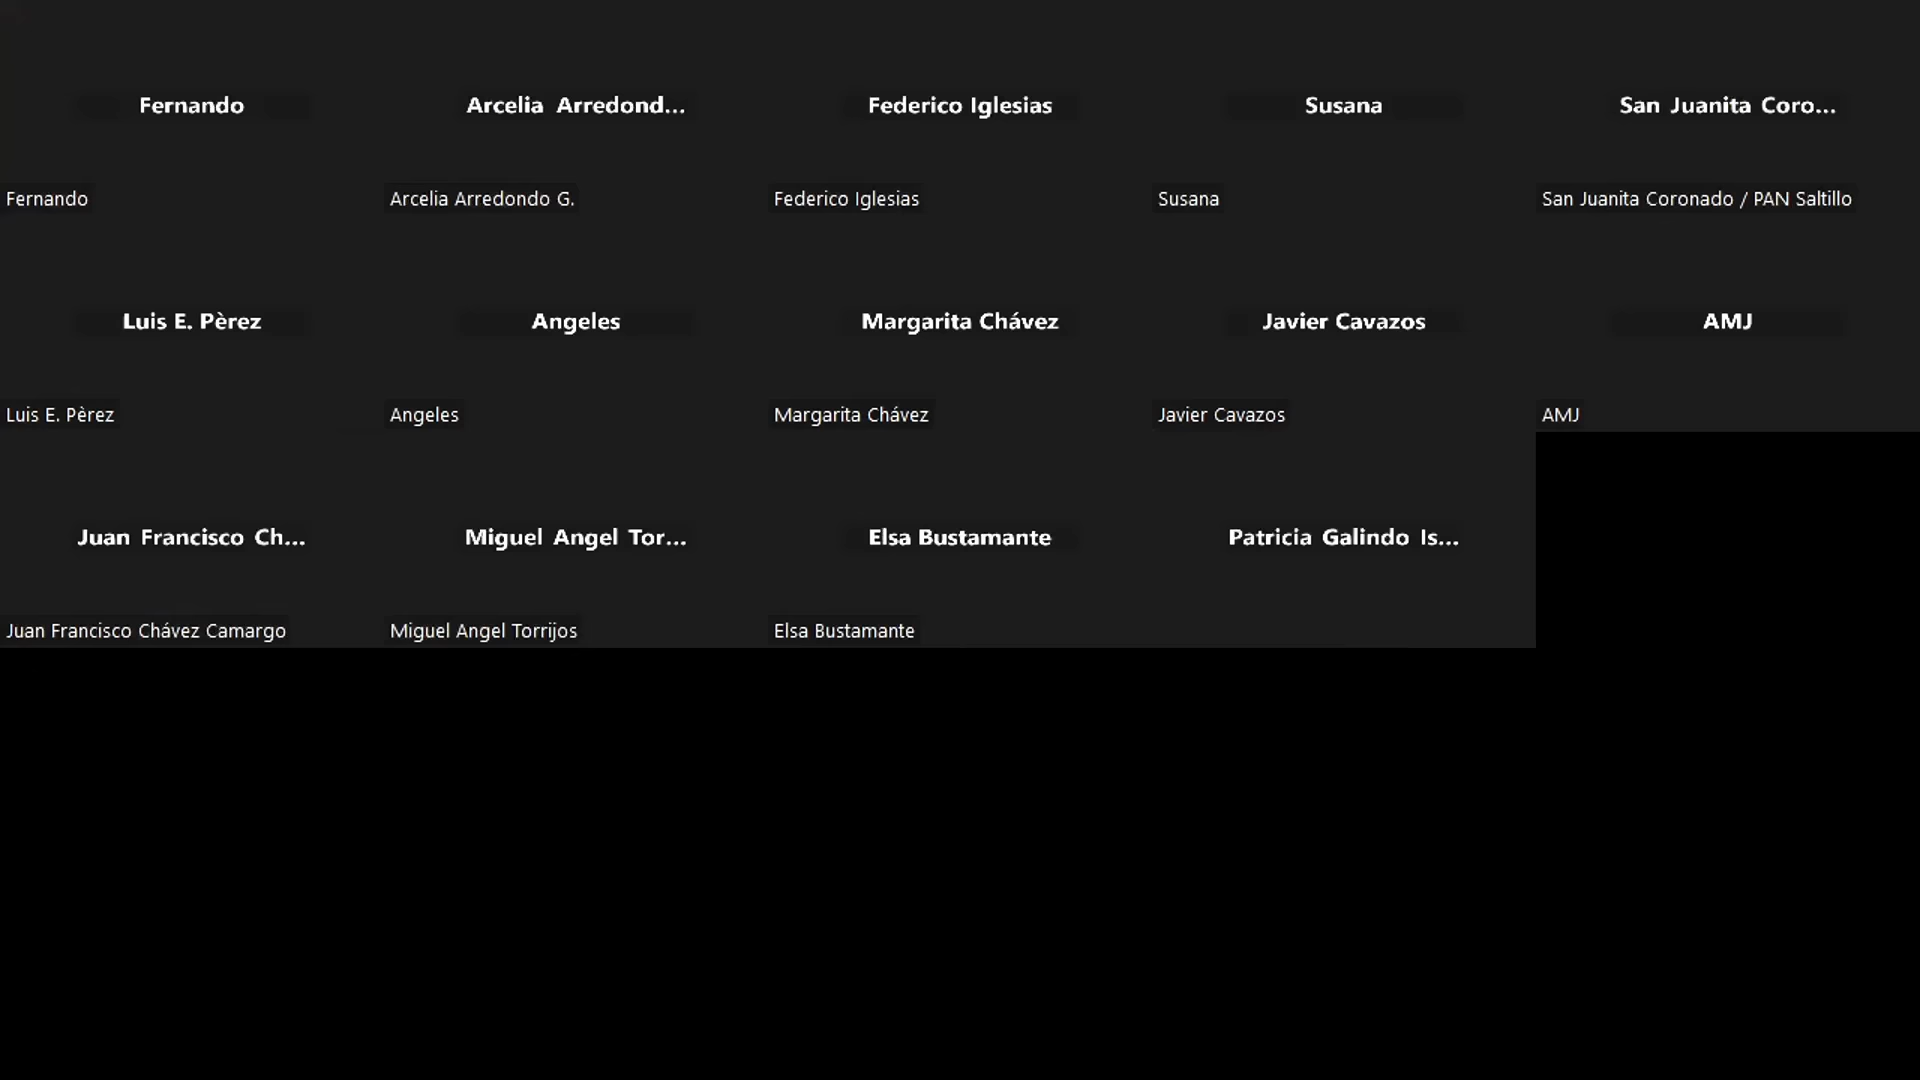 Fernando
Arcelia Arredond...
Federico Iglesias
Susana
San Juanita Coro...
Fernando
Arcelia Arredondo G.
Federico Iglesias
Susana
San Juanita Coronado / PAN Saltillo
Luis E. Pèrez
Angeles
Margarita Chávez
Javier Cavazos
AMJ
Luis E. Pèrez
Angeles
Margarita Chávez
Javier Cavazos
AMJ
Juan Francisco Ch...
Miguel Angel Tor...
Elsa Bustamante
Patricia Galindo Is...
Juan Francisco Chávez Camargo
Miguel Angel Torrijos
Elsa Bustamante